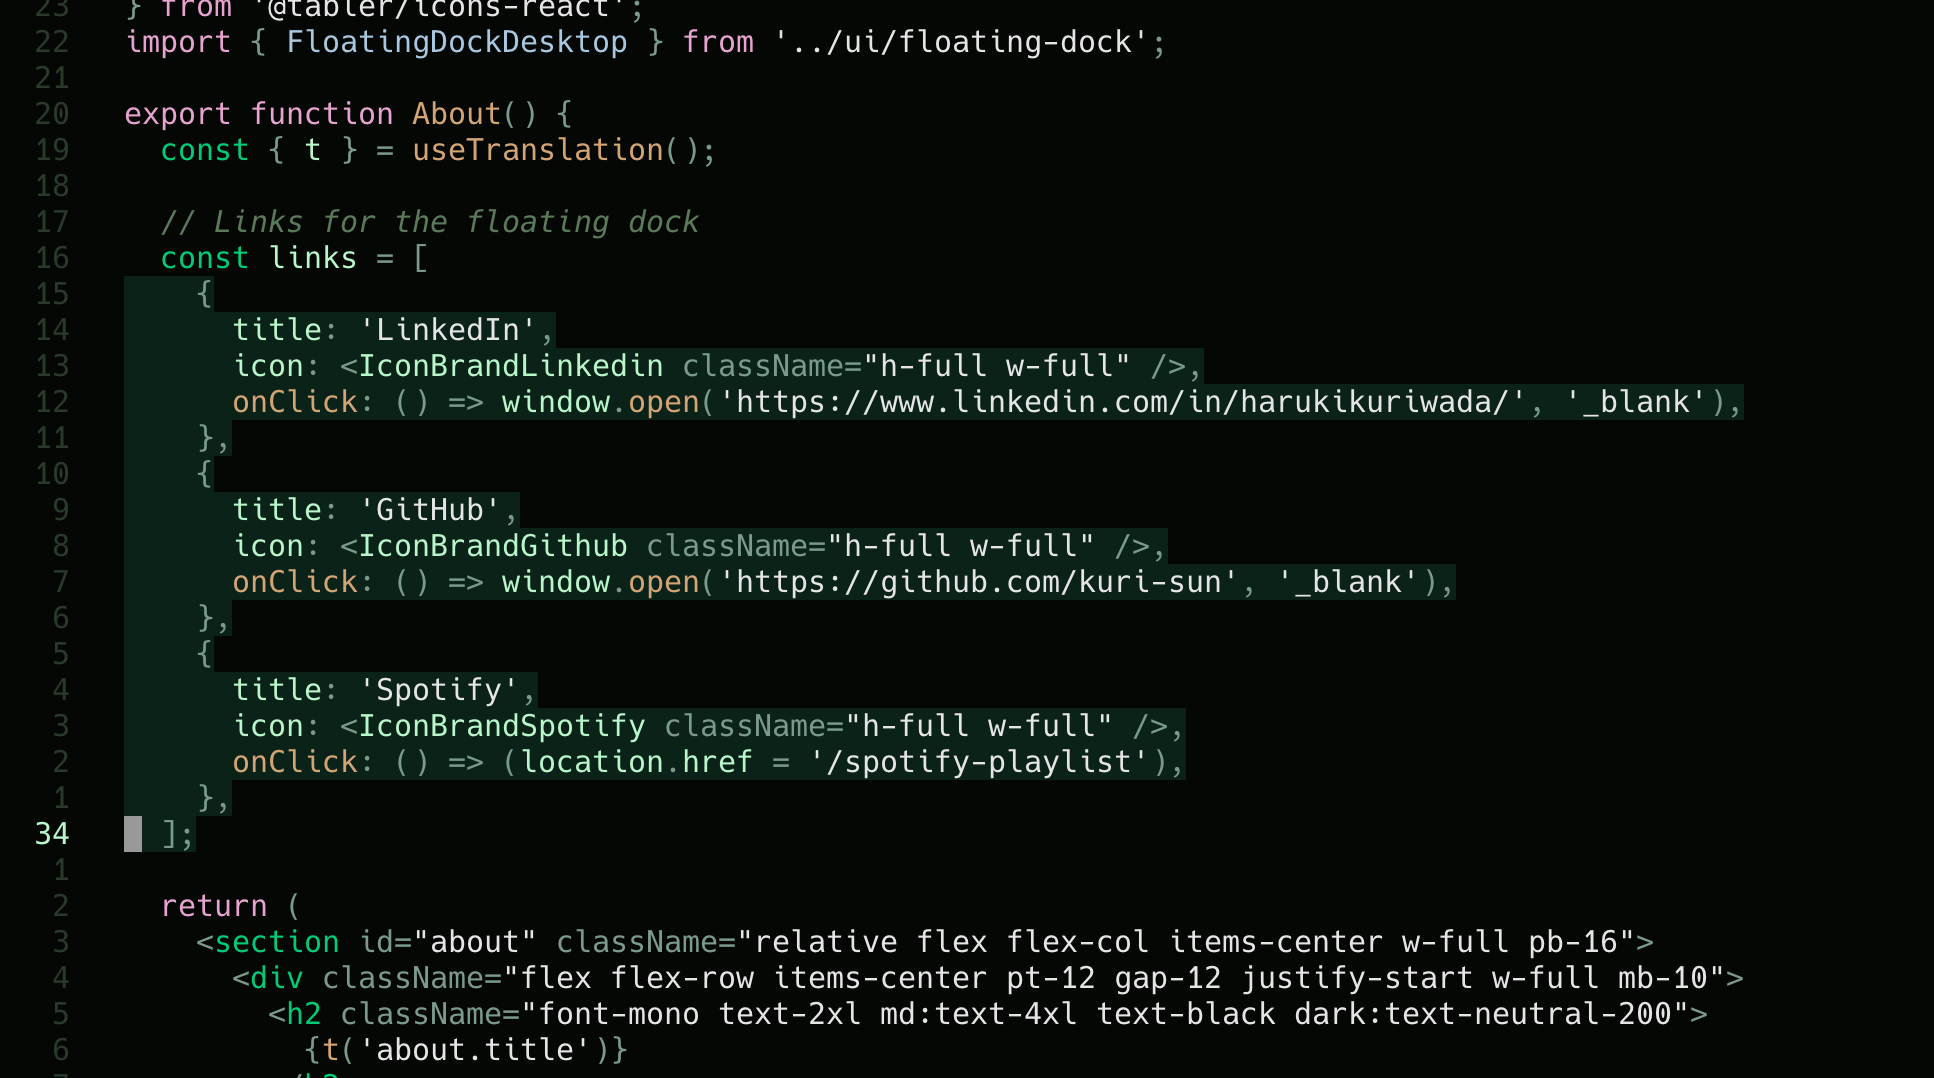 23 } from '@tabler/icons-react';
22 import { FloatingDockDesktop } from '../ui/floating-dock';
21
20 export function About() {
19   const { t } = useTranslation();
18
17   // Links for the floating dock
16   const links = [
15     {
14       title: 'LinkedIn',
13       icon: <IconBrandLinkedin className="h-full w-full" />,
12       onClick: () => window.open('https://www.linkedin.com/in/harukikuriwada/', '_blank'),
11     },
10     {
9       title: 'GitHub',
8       icon: <IconBrandGithub className="h-full w-full" />,
7       onClick: () => window.open('https://github.com/kuri-sun', '_blank'),
6     },
5     {
4       title: 'Spotify',
3       icon: <IconBrandSpotify className="h-full w-full" />,
2       onClick: () => (location.href = '/spotify-playlist'),
1     },
34   ];
1
2   return (
3     <section id="about" className="relative flex flex-col items-center w-full pb-16">
4       <div className="flex flex-row items-center pt-12 gap-12 justify-start w-full mb-10">
5         <h2 className="font-mono text-2xl md:text-4xl text-black dark:text-neutral-200">
6           {t('about.title')}